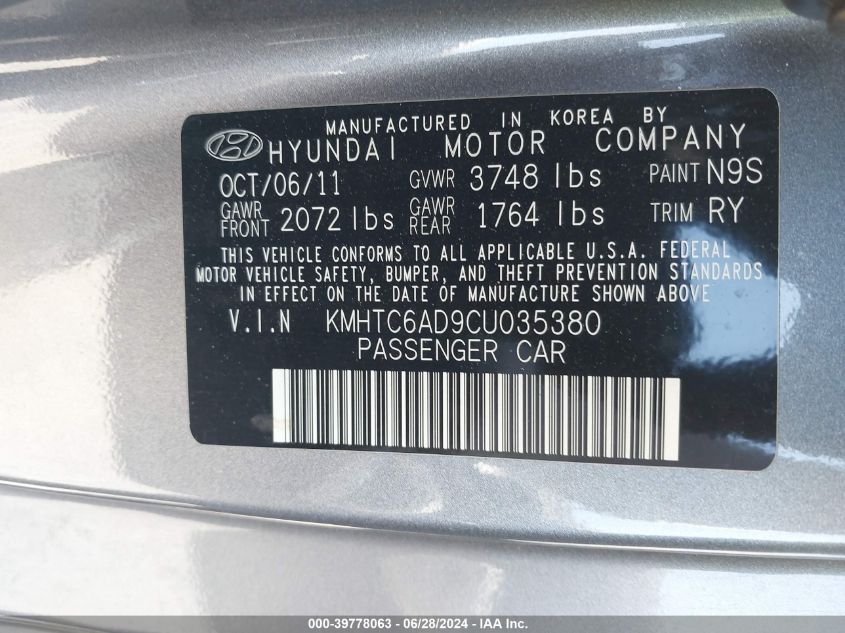 MANUFACTURED IN KOREA BY
HYUNDAI MOTOR COMPANY
OCT/06/11 GVWR 3748 lbs PAINT N9S
GAWR FRONT 2072 lbs GAWR REAR 1764 lbs TRIM RY
THIS VEHICLE CONFORMS TO ALL APPLICABLE U.S.A. FEDERAL
MOTOR VEHICLE SAFETY, BUMPER, AND THEFT PREVENTION STANDARDS
IN EFFECT ON THE DATE OF MANUFACTURE SHOWN ABOVE
V.I.N KMHTC6AD9CU035380
PASSENGER CAR
000-39778063 - 06/28/2024 - IAAI.COM